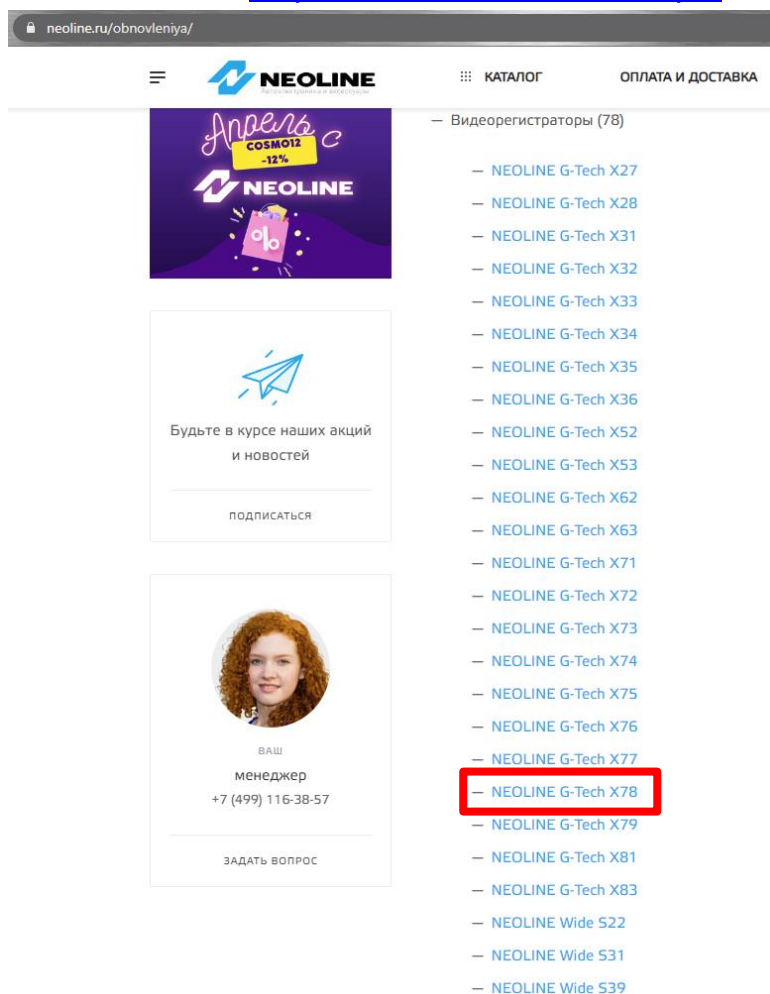 neoline.ru/obnovleniya/
NEOLINE
КАТАЛОГ
ОПЛАТА И ДОСТАВКА
Апрель с
COSMO12
-12%
NEOLINE
%
Будьте в курсе наших акций
и новостей
ПОДПИСАТЬСЯ
ВАШ
менеджер
+7 (499) 116-38-57
ЗАДАТЬ ВОПРОС
— Видеорегистраторы (78)
— NEOLINE G-Tech X27
— NEOLINE G-Tech X28
— NEOLINE G-Tech X31
— NEOLINE G-Tech X32
— NEOLINE G-Tech X33
— NEOLINE G-Tech X34
— NEOLINE G-Tech X35
— NEOLINE G-Tech X36
— NEOLINE G-Tech X52
— NEOLINE G-Tech X53
— NEOLINE G-Tech X62
— NEOLINE G-Tech X63
— NEOLINE G-Tech X71
— NEOLINE G-Tech X72
— NEOLINE G-Tech X73
— NEOLINE G-Tech X74
— NEOLINE G-Tech X75
— NEOLINE G-Tech X76
— NEOLINE G-Tech X77
— NEOLINE G-Tech X78
— NEOLINE G-Tech X79
— NEOLINE G-Tech X81
— NEOLINE G-Tech X83
— NEOLINE Wide S22
— NEOLINE Wide S31
— NEOLINE Wide S39